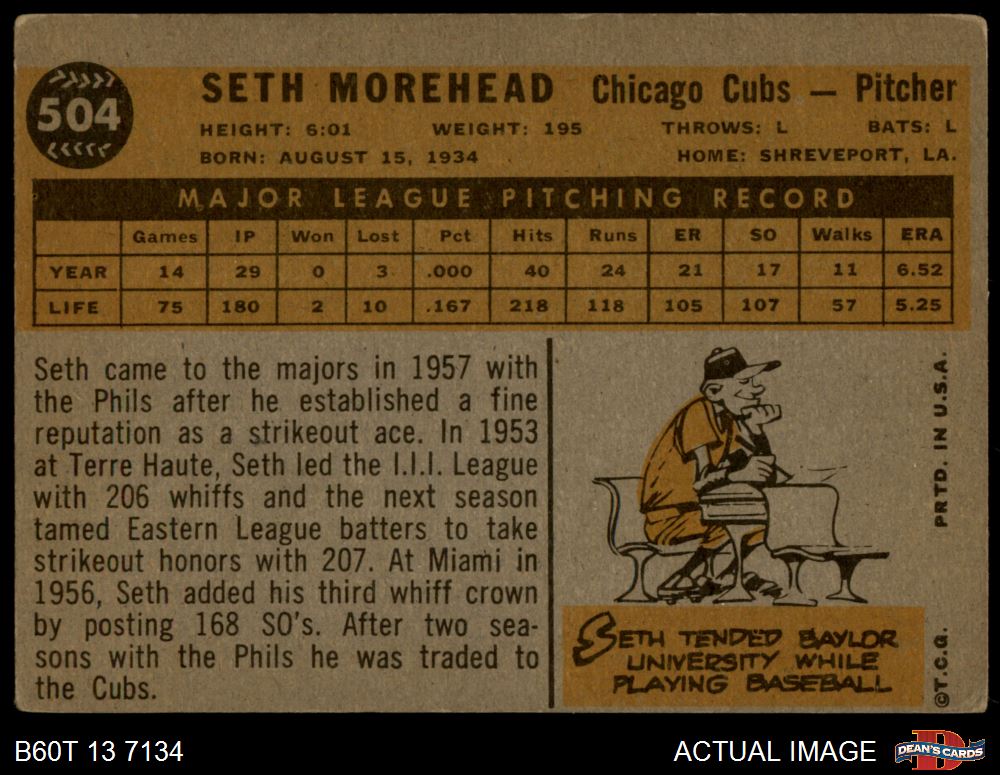 504
SETH MOREHEAD Chicago Cubs — Pitcher
HEIGHT: 6:01 WEIGHT: 195 THROWS: L BATS: L
BORN: AUGUST 15, 1934 HOME: SHREVEPORT, LA.
MAJOR LEAGUE PITCHING RECORD
Games IP Won Lost Pct Hits Runs ER SO Walks ERA
YEAR 14 29 0 3 .000 40 24 21 17 11 6.52
LIFE 75 180 2 10 .167 218 118 105 107 57 5.25
Seth came to the majors in 1957 with
the Phils after he established a fine
reputation as a strikeout ace. In 1953
at Terre Haute, Seth led the I.I.I. League
with 206 whiffs and the next season
tamed Eastern League batters to take
strikeout honors with 207. At Miami in
1956, Seth added his third whiff crown
by posting 168 SO's. After two sea-
sons with the Phils he was traded to
the Cubs.
SETH TENDED BAYLOR
UNIVERSITY WHILE
PLAYING BASEBALL
PRTD. IN U.S.A.
©T.C.G.
B60T 13 7134
ACTUAL IMAGE
D
DEAN'S CARDS